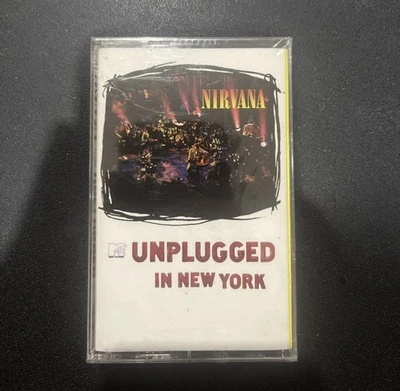 NIRVANA
MTV UNPLUGGED
IN NEW YORK